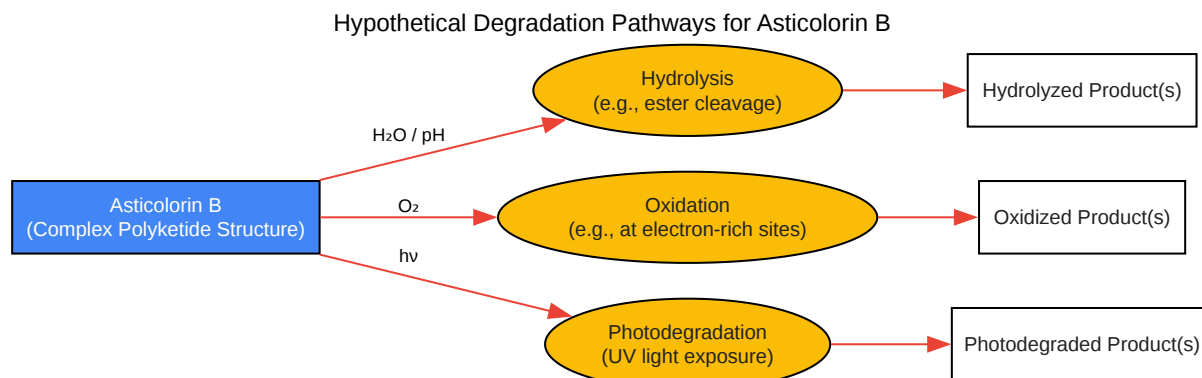 Hypothetical Degradation Pathways for Asticolorin B
Hydrolysis
(e.g., ester cleavage)
Hydrolyzed Product(s)
H₂O / pH
Asticolorin B
(Complex Polyketide Structure)
O₂
Oxidation
(e.g., at electron-rich sites)
Oxidized Product(s)
hν
Photodegradation
(UV light exposure)
Photodegraded Product(s)